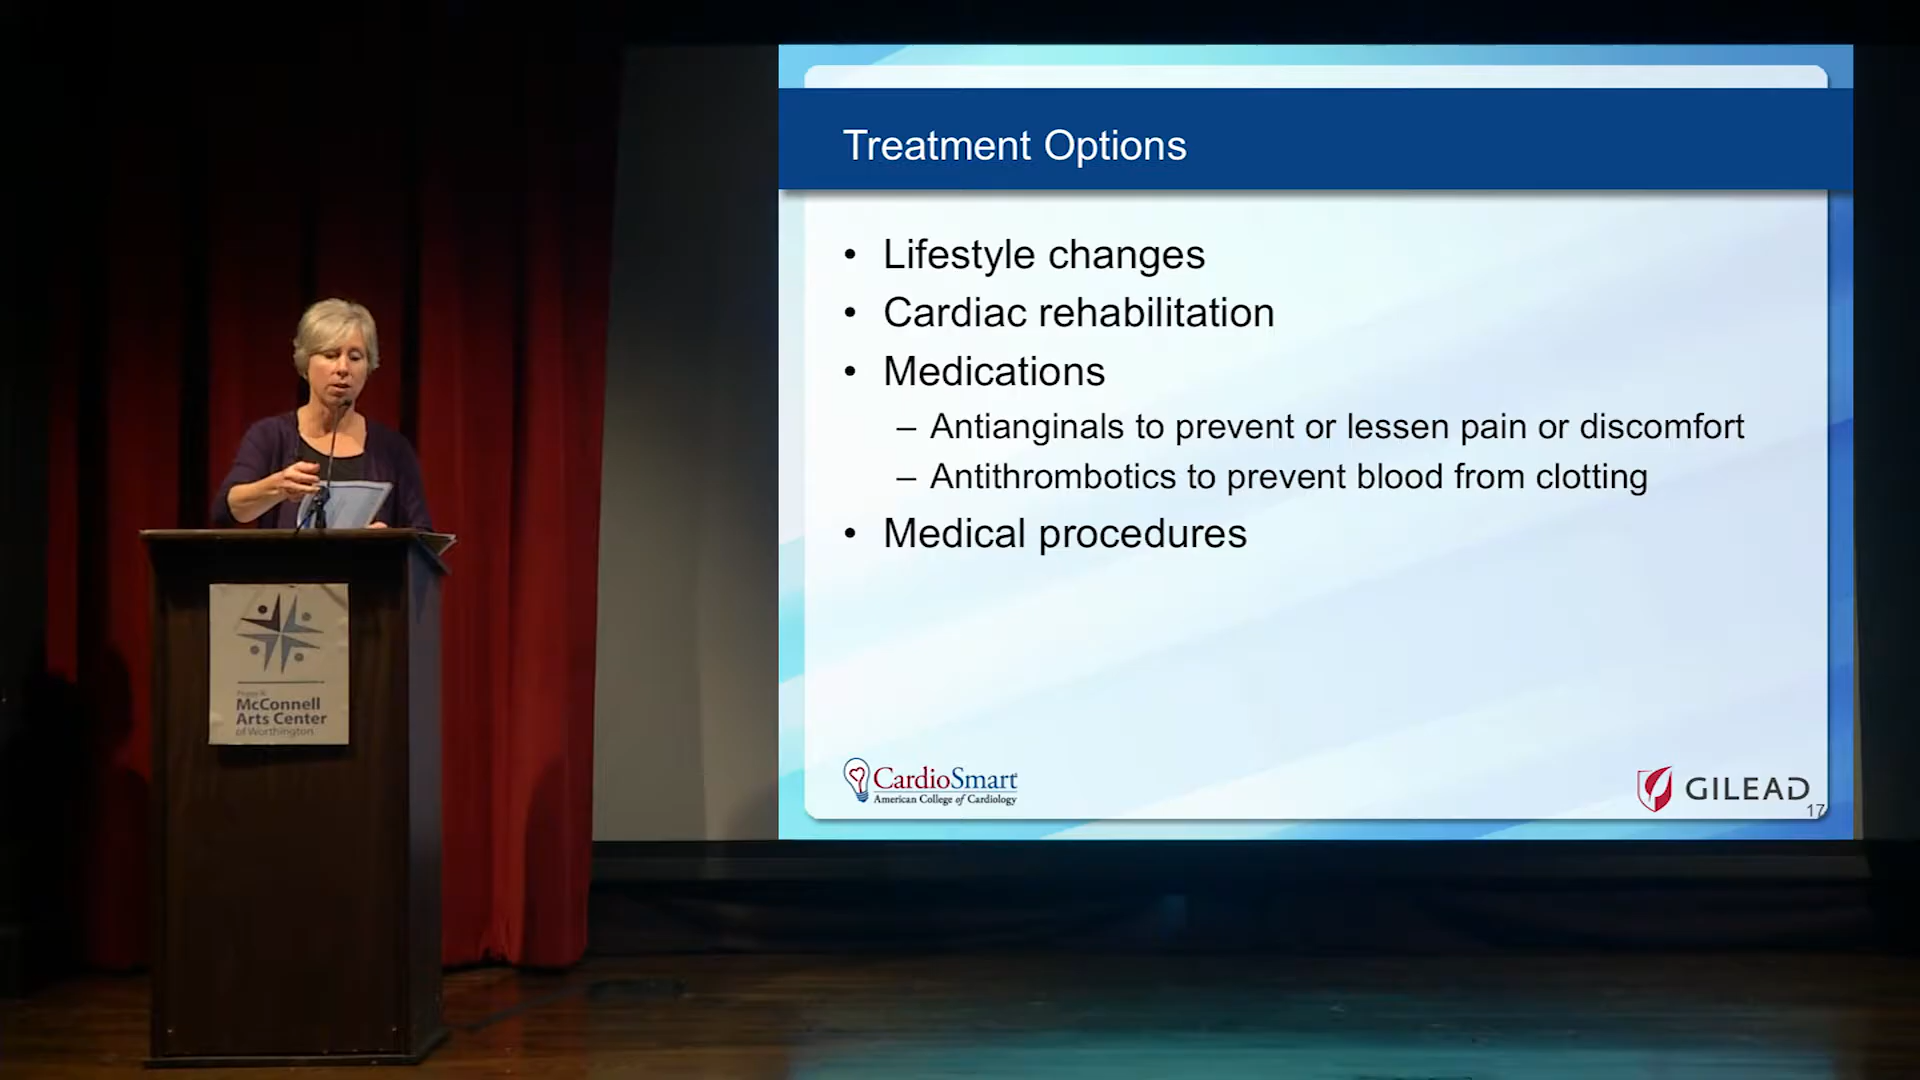 Treatment Options
• Lifestyle changes
• Cardiac rehabilitation
• Medications
– Antianginals to prevent or lessen pain or discomfort
– Antithrombotics to prevent blood from clotting
• Medical procedures
CardioSmart
American College of Cardiology
GILEAD
17
McConnell
Arts Center
of Worthington